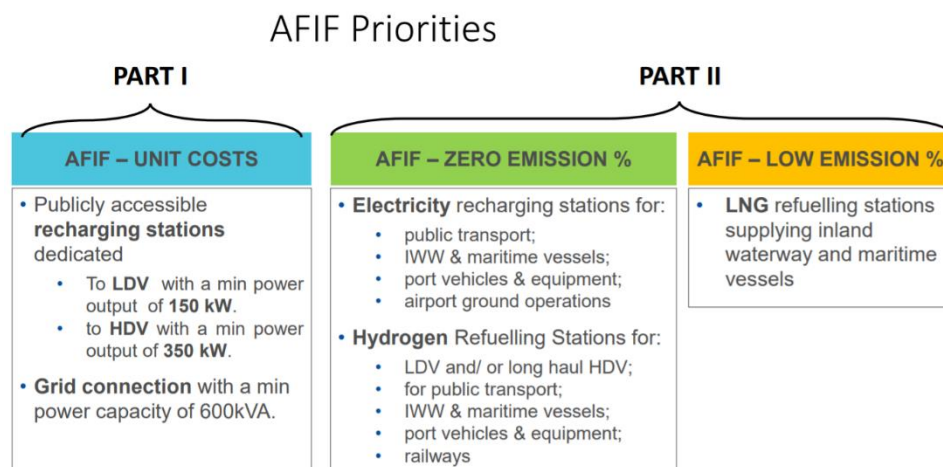 AFIF Priorities
PART I
PART II
AFIF – UNIT COSTS
• Publicly accessible
recharging stations
dedicated
• To LDV with a min power
output of 150 kW.
• to HDV with a min power
output of 350 kW.
• Grid connection with a min
power capacity of 600kVA.
AFIF – ZERO EMISSION %
• Electricity recharging stations for:
• public transport;
• IWW & maritime vessels;
• port vehicles & equipment;
• airport ground operations
• Hydrogen Refuelling Stations for:
• LDV and/ or long haul HDV;
• for public transport;
• IWW & maritime vessels;
• port vehicles & equipment;
• railways
AFIF – LOW EMISSION %
• LNG refuelling stations
supplying inland
waterway and maritime
vessels